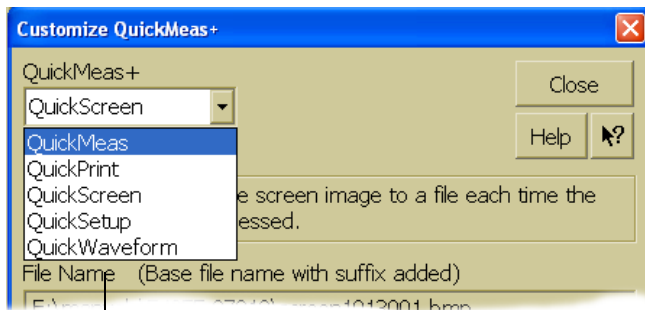 Customize QuickMeas+
QuickMeas+
Close
QuickScreen
Help
QuickMeas
QuickPrint
QuickScreen
e screen image to a file each time the
QuickSetup
essed.
QuickWaveform
File Name (Base file name with suffix added)